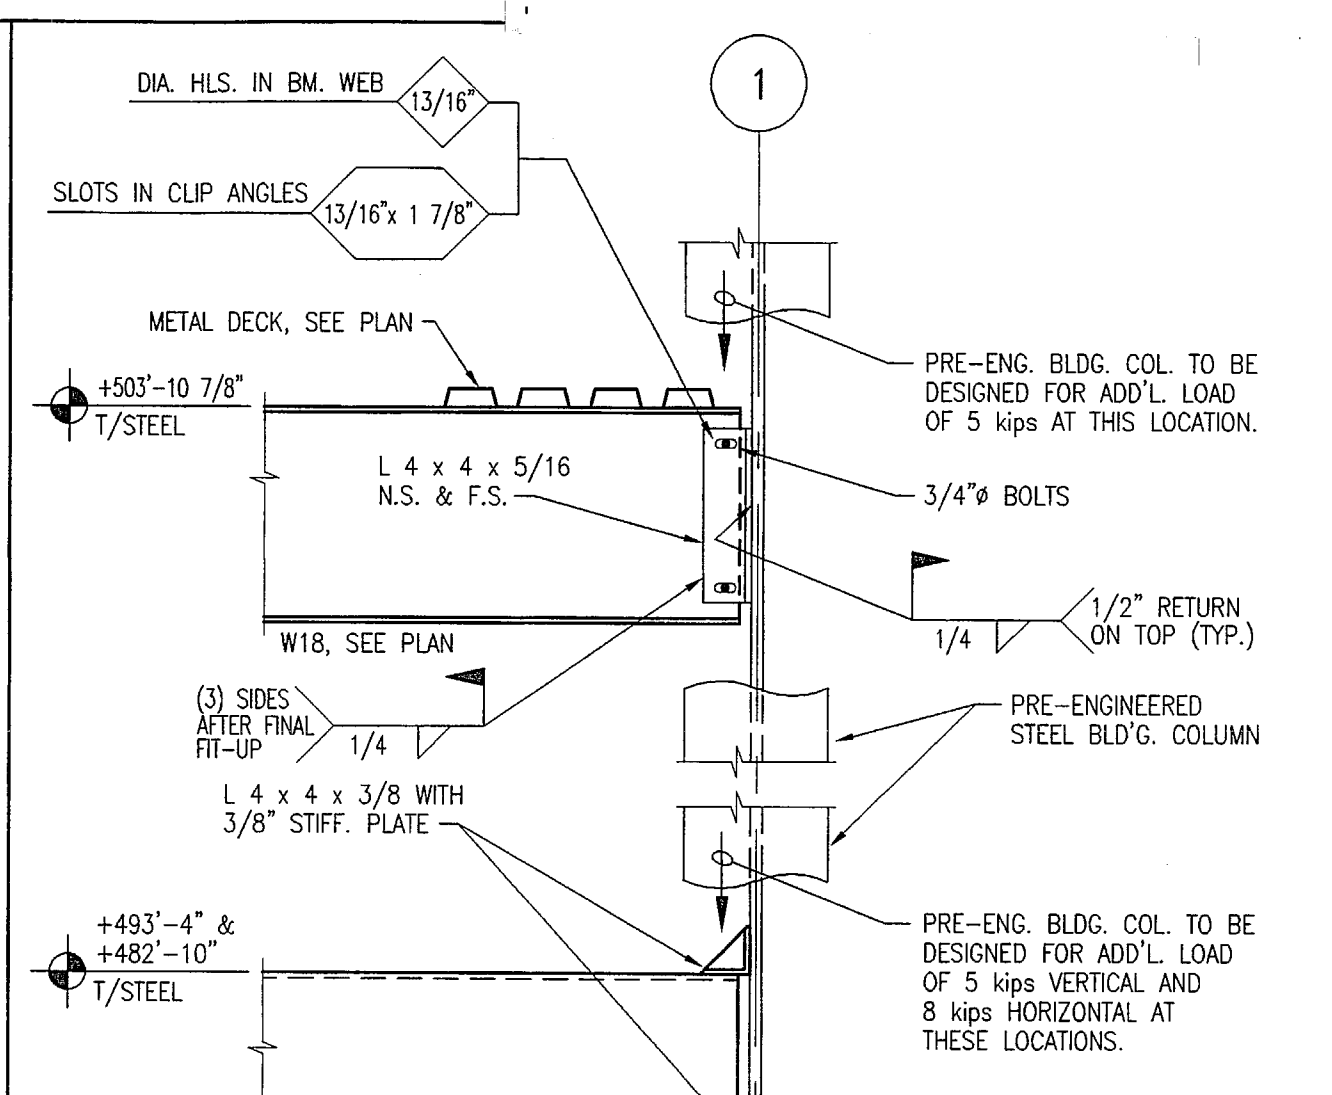 DIA. HLS. IN BM. WEB
13/16"
1
SLOTS IN CLIP ANGLES
13/16"x 1 7/8"
METAL DECK, SEE PLAN
PRE-ENG. BLDG. COL. TO BE
DESIGNED FOR ADD'L. LOAD
OF 5 kips AT THIS LOCATION.
+503'-10 7/8"
T/STEEL
L 4 x 4 x 5/16
N.S. & F.S.
3/4"ø BOLTS
1/4
1/2" RETURN
ON TOP (TYP.)
W18, SEE PLAN
(3) SIDES
AFTER FINAL
FIT-UP
1/4
PRE-ENGINEERED
STEEL BLD'G. COLUMN
L 4 x 4 x 3/8 WITH
3/8" STIFF. PLATE
+493'-4" &
+482'-10"
T/STEEL
PRE-ENG. BLDG. COL. TO BE
DESIGNED FOR ADD'L. LOAD
OF 5 kips VERTICAL AND
8 kips HORIZONTAL AT
THESE LOCATIONS.